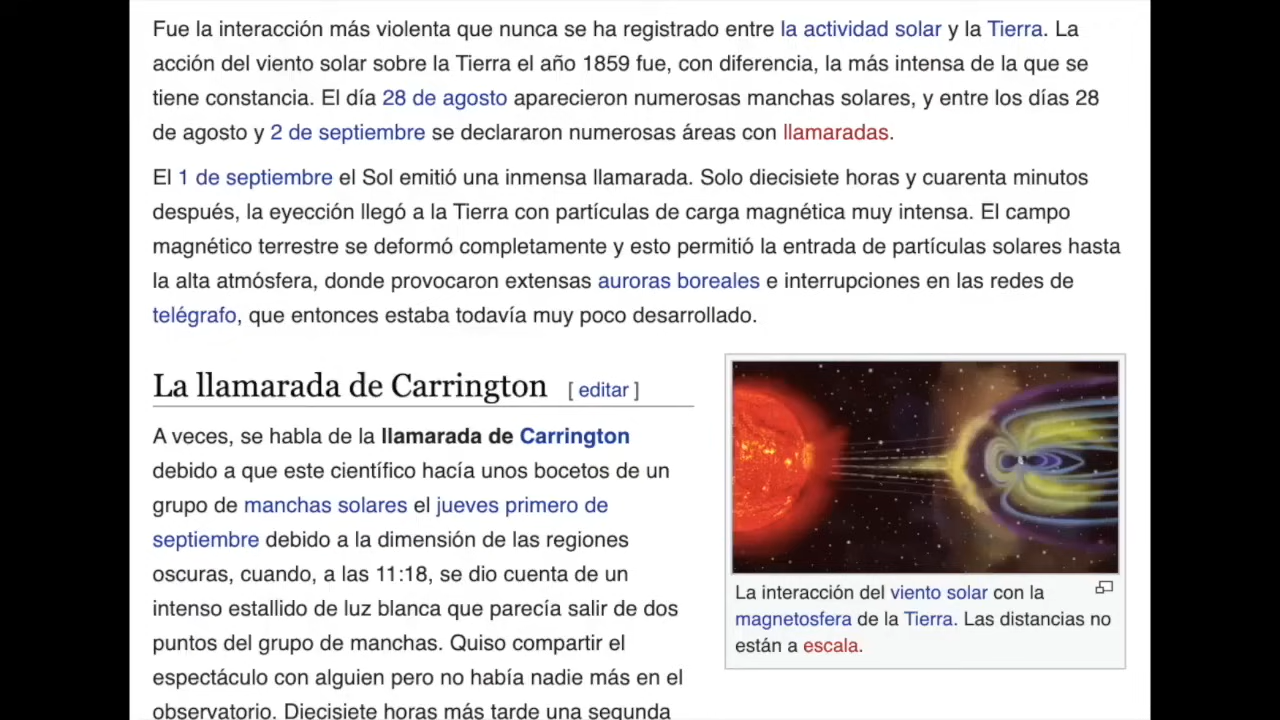 Fue la interacción más violenta que nunca se ha registrado entre la actividad solar y la Tierra. La
acción del viento solar sobre la Tierra el año 1859 fue, con diferencia, la más intensa de la que se
tiene constancia. El día 28 de agosto aparecieron numerosas manchas solares, y entre los días 28
de agosto y 2 de septiembre se declararon numerosas áreas con llamaradas.
El 1 de septiembre el Sol emitió una inmensa llamarada. Solo diecisiete horas y cuarenta minutos
después, la eyección llegó a la Tierra con partículas de carga magnética muy intensa. El campo
magnético terrestre se deformó completamente y esto permitió la entrada de partículas solares hasta
la alta atmósfera, donde provocaron extensas auroras boreales e interrupciones en las redes de
telégrafo, que entonces estaba todavía muy poco desarrollado.
La llamarada de Carrington [ editar ]
A veces, se habla de la llamarada de Carrington
debido a que este científico hacía unos bocetos de un
grupo de manchas solares el jueves primero de
septiembre debido a la dimensión de las regiones
oscuras, cuando, a las 11:18, se dio cuenta de un
intenso estallido de luz blanca que parecía salir de dos
puntos del grupo de manchas. Quiso compartir el
espectáculo con alguien pero no había nadie más en el
observatorio. Diecisiete horas más tarde una segunda
La interacción del viento solar con la
magnetosfera de la Tierra. Las distancias no
están a escala.